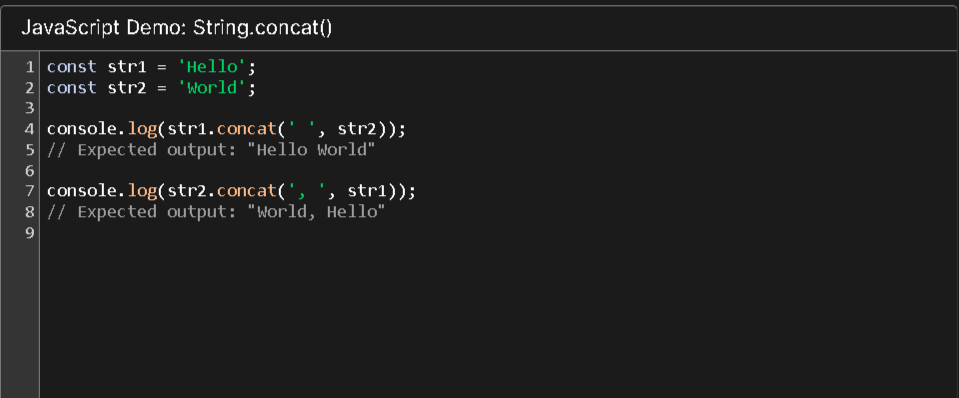 JavaScript Demo: String.concat()
1 const str1 = 'Hello';
2 const str2 = 'World';
3
4 console.log(str1.concat(' ', str2));
5 // Expected output: "Hello World"
6
7 console.log(str2.concat(', ', str1));
8 // Expected output: "World, Hello"
9